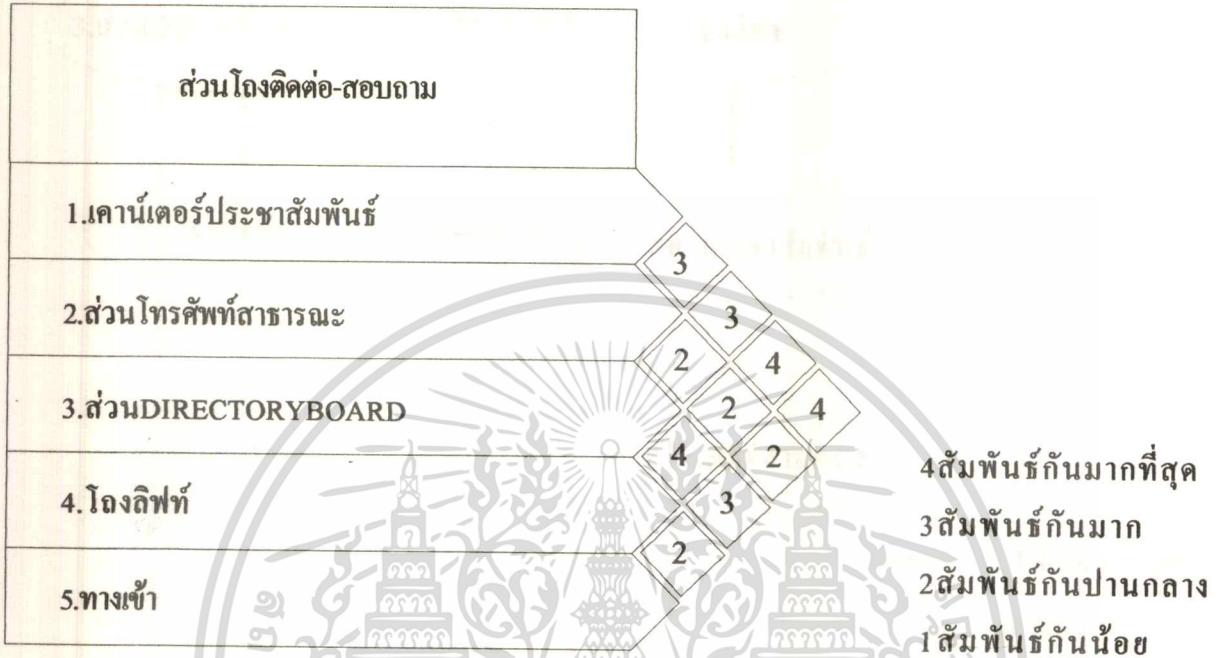 ส่วนโถงติดต่อ-สอบถาม
1.เคาน์เตอร์ประชาสัมพันธ์
3
2.ส่วนโทรศัพท์สาธารณะ
3
2
4
3.ส่วนDIRECTORYBOARD
2
4
4
2
4สัมพันธ์กันมากที่สุด
4.โถงลิฟท์
3
3สัมพันธ์กันมาก
2
2สัมพันธ์กันปานกลาง
5.ทางเข้า
1สัมพันธ์กันน้อย